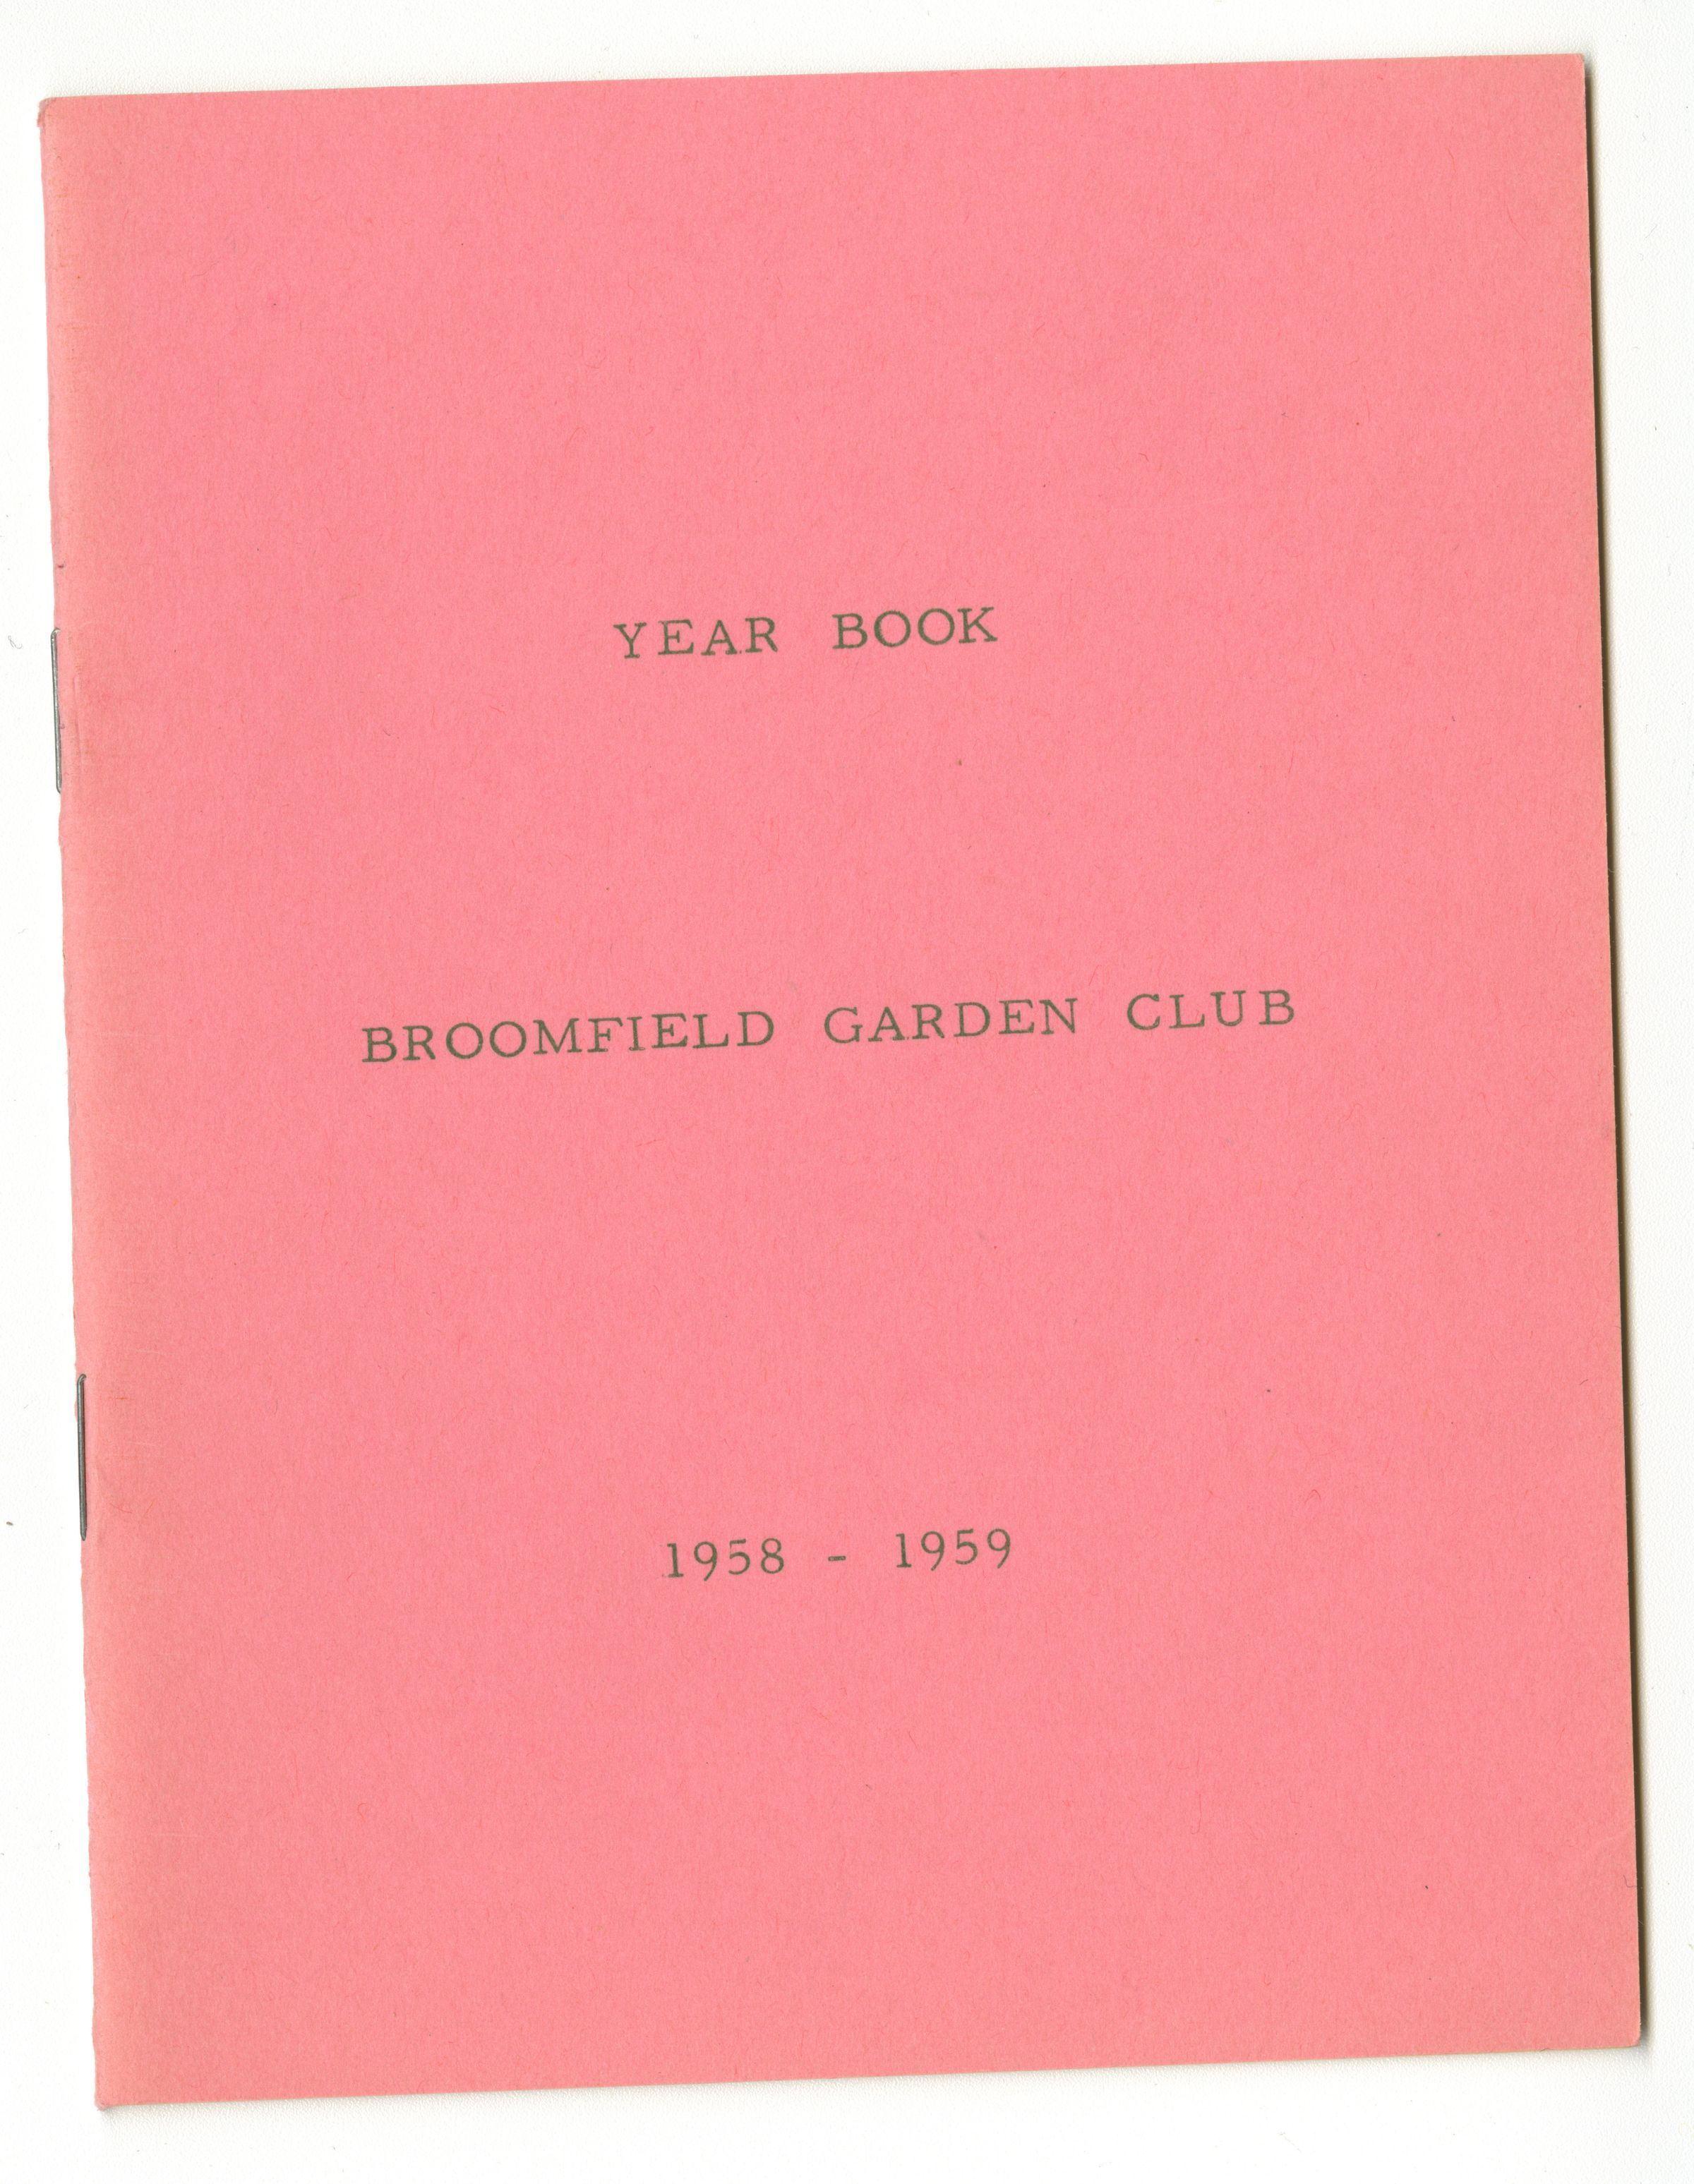 YEAR BOOK
BROOMFIELD GARDEN CLUB
1958 - 1959